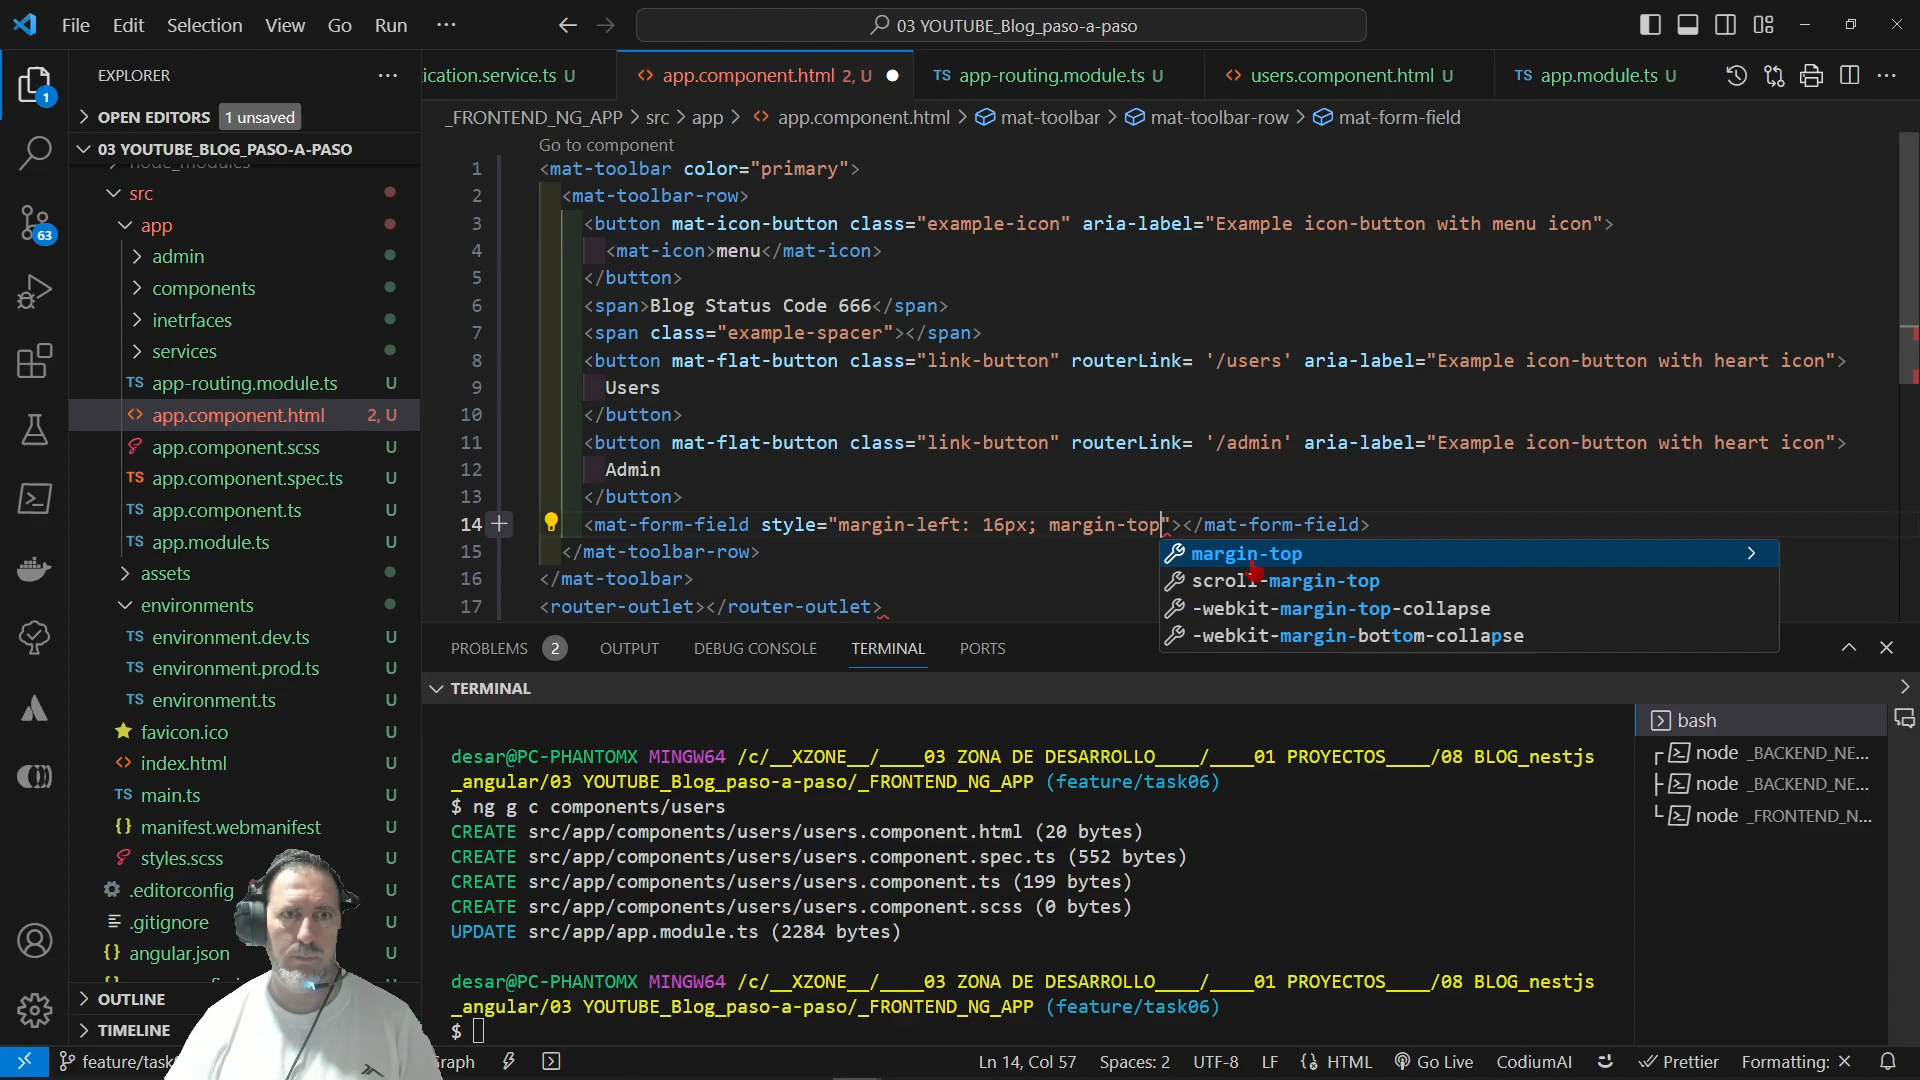 File Edit Selection View Go Run ···
03 YOUTUBE_Blog_paso-a-paso
EXPLORER
OPEN EDITORS 1 unsaved
03 YOUTUBE_BLOG_PASO-A-PASO
node_modules
src
app
admin
components
inetrfaces
services
TS app-routing.module.ts U
<> app.component.html 2, U
app.component.scss U
TS app.component.spec.ts U
TS app.component.ts U
TS app.module.ts U
assets
environments
TS environment.dev.ts U
TS environment.prod.ts U
TS environment.ts U
favicon.ico U
<> index.html U
TS main.ts U
{} manifest.webmanifest U
styles.scss U
.editorconfig U
.gitignore U
{} angular.json U
OUTLINE
TIMELINE
1
63
ication.service.ts U
<> app.component.html 2, U
TS app-routing.module.ts U
<> users.component.html U
TS app.module.ts U
_FRONTEND_NG_APP > src > app > <> app.component.html > mat-toolbar > mat-toolbar-row > mat-form-field
Go to component
1 <mat-toolbar color="primary">
2 <mat-toolbar-row>
3 <button mat-icon-button class="example-icon" aria-label="Example icon-button with menu icon">
4 <mat-icon>menu</mat-icon>
5 </button>
6 <span>Blog Status Code 666</span>
7 <span class="example-spacer"></span>
8 <button mat-flat-button class="link-button" routerLink= '/users' aria-label="Example icon-button with heart icon">
9 Users
10 </button>
11 <button mat-flat-button class="link-button" routerLink= '/admin' aria-label="Example icon-button with heart icon">
12 Admin
13 </button>
14 <mat-form-field style="margin-left: 16px; margin-top"></mat-form-field>
15 </mat-toolbar-row>
16 </mat-toolbar>
17 <router-outlet></router-outlet>
margin-top
scroll-margin-top
-webkit-margin-top-collapse
-webkit-margin-bottom-collapse
PROBLEMS 2 OUTPUT DEBUG CONSOLE TERMINAL PORTS
TERMINAL
desar@PC-PHANTOMX MINGW64 /c/__XZONE__/____03 ZONA DE DESARROLLO____/____01 PROYECTOS____/08 BLOG_nestjs
_angular/03 YOUTUBE_Blog_paso-a-paso/_FRONTEND_NG_APP (feature/task06)
$ ng g c components/users
CREATE src/app/components/users/users.component.html (20 bytes)
CREATE src/app/components/users/users.component.spec.ts (552 bytes)
CREATE src/app/components/users/users.component.ts (199 bytes)
CREATE src/app/components/users/users.component.scss (0 bytes)
UPDATE src/app/app.module.ts (2284 bytes)
desar@PC-PHANTOMX MINGW64 /c/__XZONE__/____03 ZONA DE DESARROLLO____/____01 PROYECTOS____/08 BLOG_nestjs
_angular/03 YOUTUBE_Blog_paso-a-paso/_FRONTEND_NG_APP (feature/task06)
$
bash
node _BACKEND_NE...
node _BACKEND_NE...
node _FRONTEND_N...
feature/task
raph
Ln 14, Col 57 Spaces: 2 UTF-8 LF {} HTML Go Live CodiumAI Prettier Formatting: ×